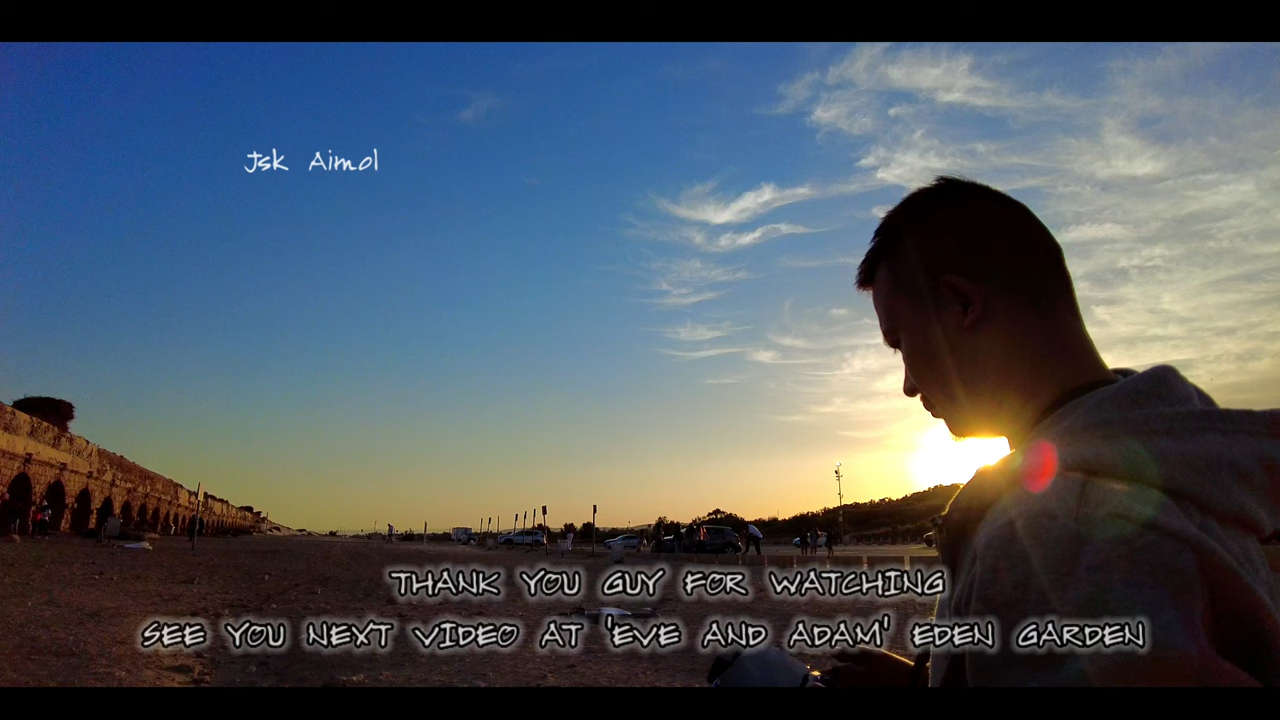 Jsk Aimol
THANK YOU GUY FOR WATCHING
SEE YOU NEXT VIDEO AT 'EVE AND ADAM' EDEN GARDEN